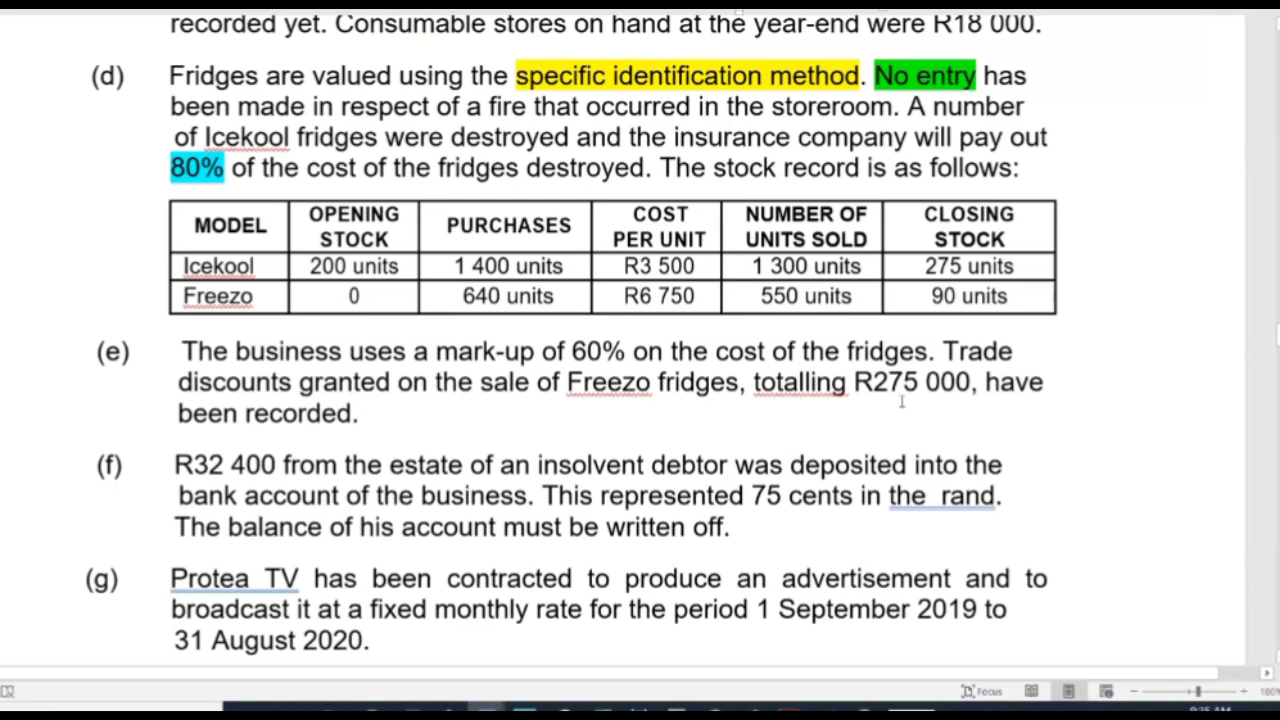 recorded yet. Consumable stores on hand at the year-end were R18 000.
(d) Fridges are valued using the specific identification method. No entry has
been made in respect of a fire that occurred in the storeroom. A number
of Icekool fridges were destroyed and the insurance company will pay out
80% of the cost of the fridges destroyed. The stock record is as follows:
MODEL OPENING STOCK PURCHASES COST PER UNIT NUMBER OF UNITS SOLD CLOSING STOCK
Icekool 200 units 1 400 units R3 500 1 300 units 275 units
Freezo 0 640 units R6 750 550 units 90 units
(e) The business uses a mark-up of 60% on the cost of the fridges. Trade
discounts granted on the sale of Freezo fridges, totalling R275 000, have
been recorded.
(f) R32 400 from the estate of an insolvent debtor was deposited into the
bank account of the business. This represented 75 cents in the rand.
The balance of his account must be written off.
(g) Protea TV has been contracted to produce an advertisement and to
broadcast it at a fixed monthly rate for the period 1 September 2019 to
31 August 2020.
Focus